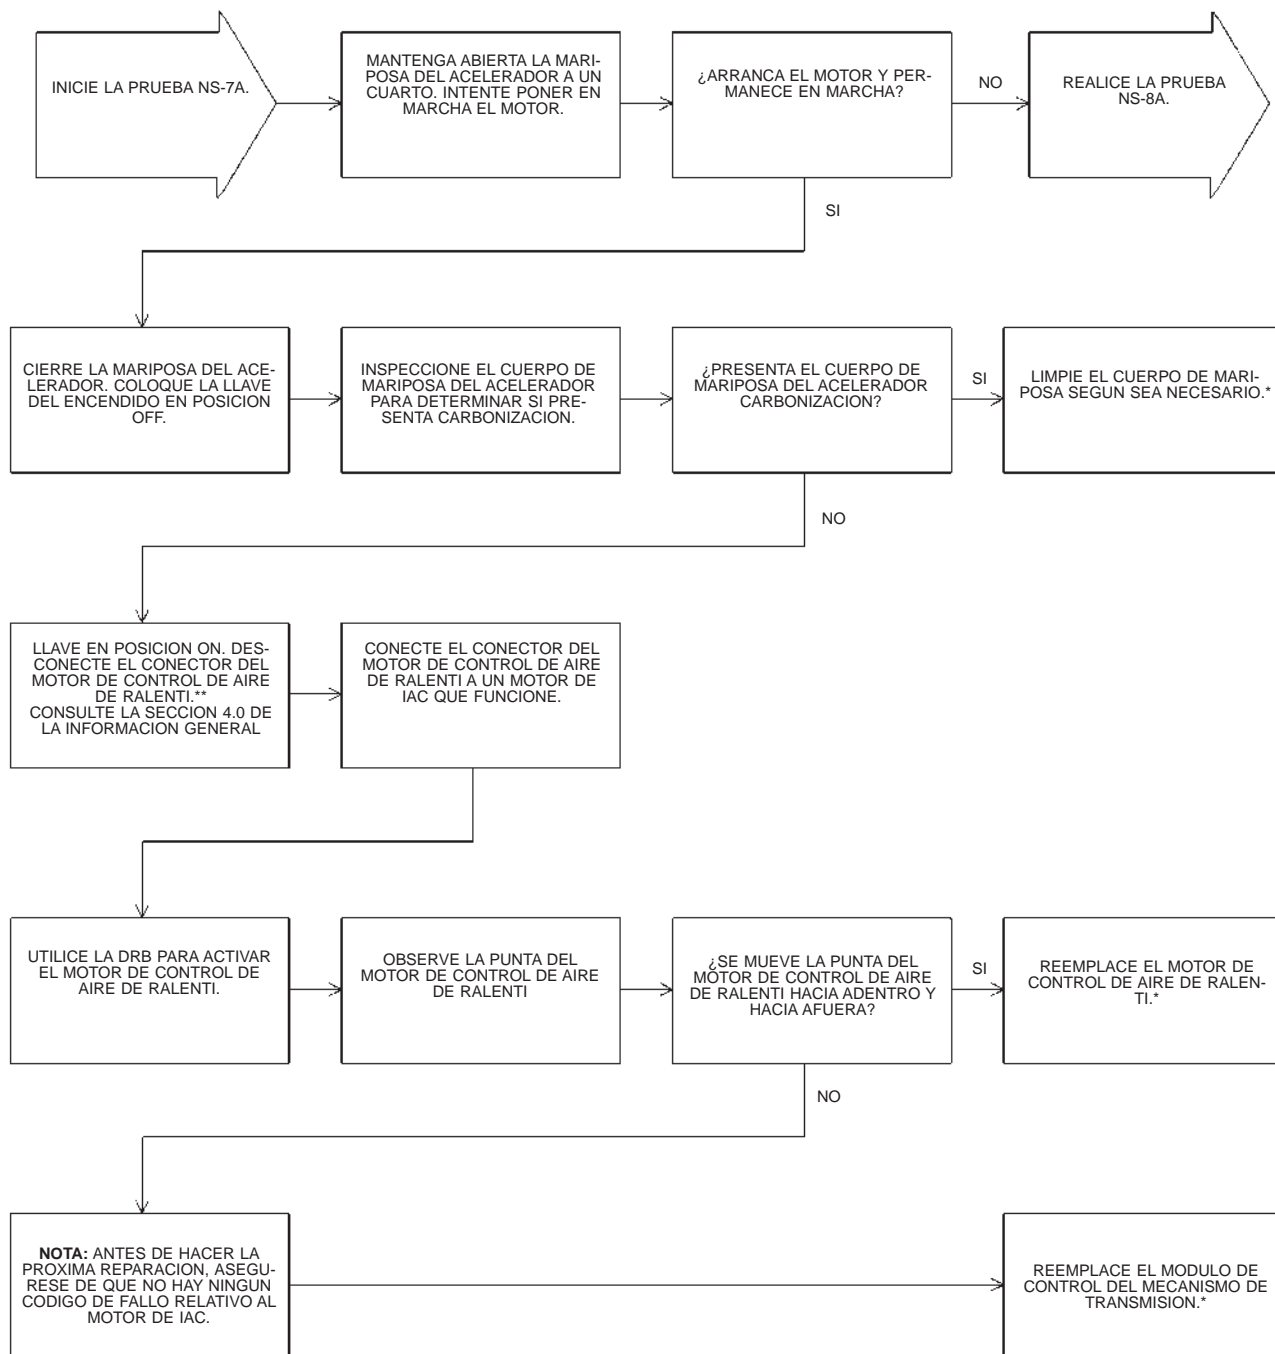 INICIE LA PRUEBA NS-7A.
MANTENGA ABIERTA LA MARI-
POSA DEL ACELERADOR A UN
CUARTO. INTENTE PONER EN
MARCHA EL MOTOR.
¿ARRANCA EL MOTOR Y PER-
MANECE EN MARCHA?
NO
REALICE LA PRUEBA
NS-8A.
SI
CIERRE LA MARIPOSA DEL ACE-
LERADOR. COLOQUE LA LLAVE
DEL ENCENDIDO EN POSICION
OFF.
INSPECCIONE EL CUERPO DE
MARIPOSA DEL ACELERADOR
PARA DETERMINAR SI PRE-
SENTA CARBONIZACION.
¿PRESENTA EL CUERPO DE
MARIPOSA DEL ACELERADOR
CARBONIZACION?
SI
LIMPIE EL CUERPO DE MARI-
POSA SEGUN SEA NECESARIO.*
NO
LLAVE EN POSICION ON. DES-
CONECTE EL CONECTOR DEL
MOTOR DE CONTROL DE AIRE
DE RALENTI.**
CONSULTE LA SECCION 4.0 DE
LA INFORMACION GENERAL
CONECTE EL CONECTOR DEL
MOTOR DE CONTROL DE AIRE
DE RALENTI A UN MOTOR DE
IAC QUE FUNCIONE.
UTILICE LA DRB PARA ACTIVAR
EL MOTOR DE CONTROL DE
AIRE DE RALENTI.
OBSERVE LA PUNTA DEL
MOTOR DE CONTROL DE AIRE
DE RALENTI
¿SE MUEVE LA PUNTA DEL
MOTOR DE CONTROL DE AIRE
DE RALENTI HACIA ADENTRO Y
HACIA AFUERA?
SI
REEMPLACE EL MOTOR DE
CONTROL DE AIRE DE RALEN-
TI.*
NO
NOTA: ANTES DE HACER LA
PROXIMA REPARACION, ASEGU-
RESE DE QUE NO HAY NINGUN
CODIGO DE FALLO RELATIVO AL
MOTOR DE IAC.
REEMPLACE EL MODULO DE
CONTROL DEL MECANISMO DE
TRANSMISION.*